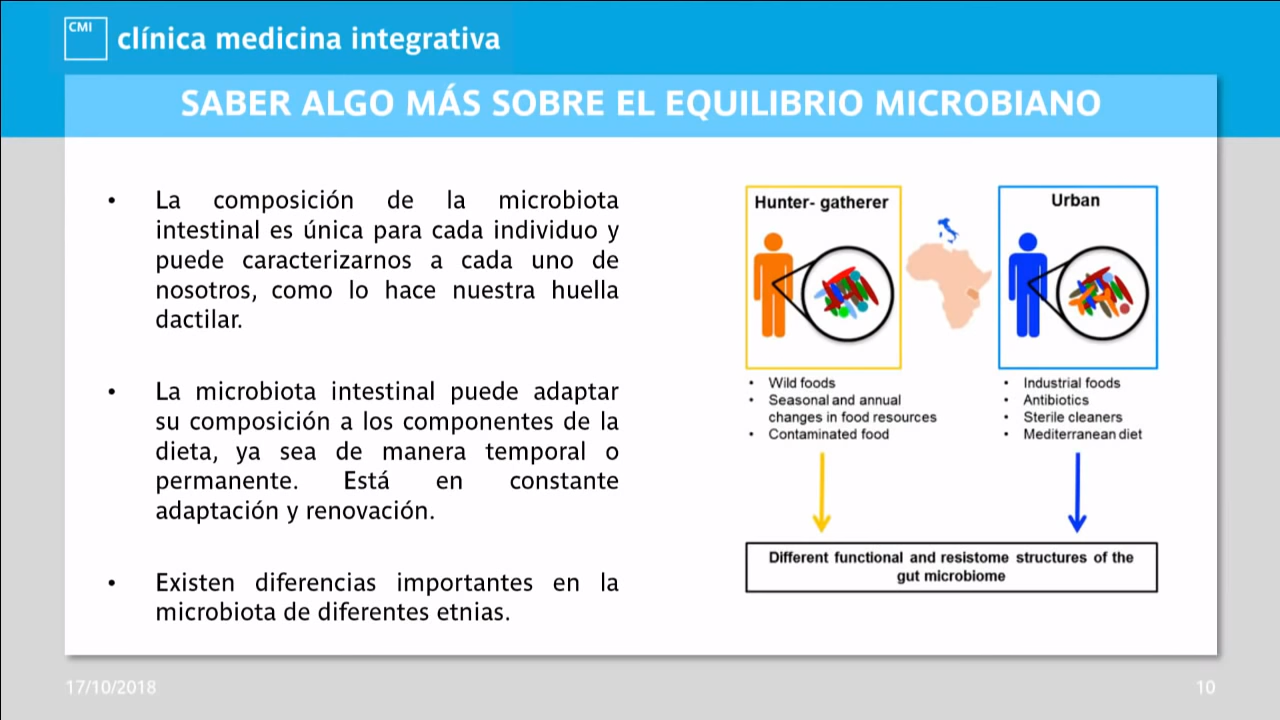 CMI
clínica medicina integrativa
SABER ALGO MÁS SOBRE EL EQUILIBRIO MICROBIANO
• La composición de la microbiota
intestinal es única para cada individuo y
puede caracterizarnos a cada uno de
nosotros, como lo hace nuestra huella
dactilar.
• La microbiota intestinal puede adaptar
su composición a los componentes de la
dieta, ya sea de manera temporal o
permanente. Está en constante
adaptación y renovación.
• Existen diferencias importantes en la
microbiota de diferentes etnias.
Hunter- gatherer
• Wild foods
• Seasonal and annual
changes in food resources
• Contaminated food
Urban
• Industrial foods
• Antibiotics
• Sterile cleaners
• Mediterranean diet
Different functional and resistome structures of the
gut microbiome
17/10/2018
10